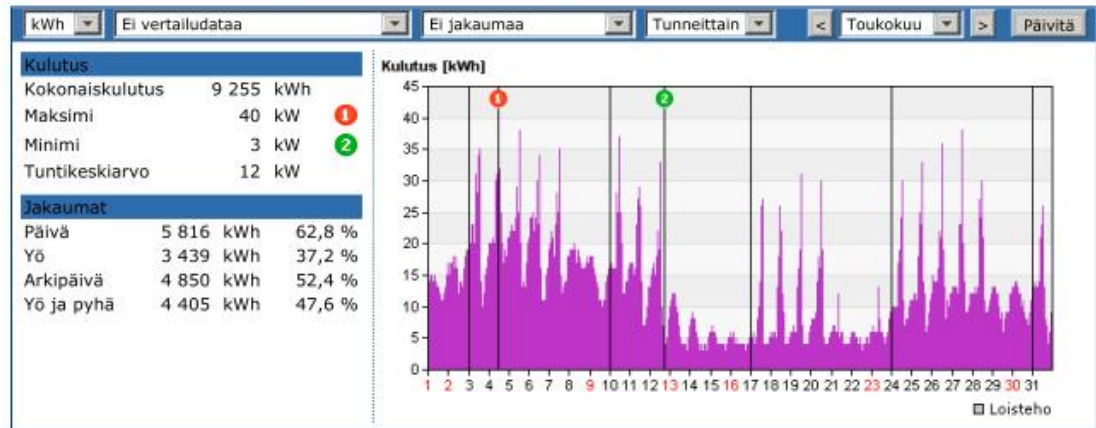 kWh Ei vertailudataa Ei jakaumaa Tunneittain < Toukokuu > Päivitä
Kulutus
Kokonaiskulutus 9 255 kWh
Maksimi 40 kW 1
Minimi 3 kW 2
Tuntikeskiarvo 12 kW
Jakaumat
Päivä 5 816 kWh 62,8 %
Yö 3 439 kWh 37,2 %
Arkipäivä 4 850 kWh 52,4 %
Yö ja pyhä 4 405 kWh 47,6 %
Kulutus [kWh]
1 2
45
40
35
30
25
20
15
10
5
0
1 2 3 4 5 6 7 8 9 10 11 12 13 14 15 16 17 18 19 20 21 22 23 24 25 26 27 28 29 30 31
Loisteho